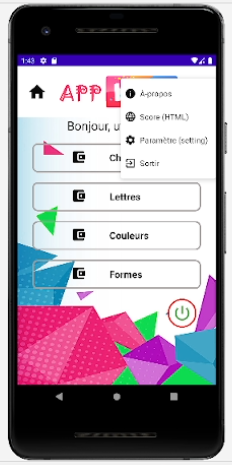 1:43
APP
À-propos
Score (HTML)
Paramètre (setting)
Sortir
Bonjour, u
Ch
Lettres
Couleurs
Formes